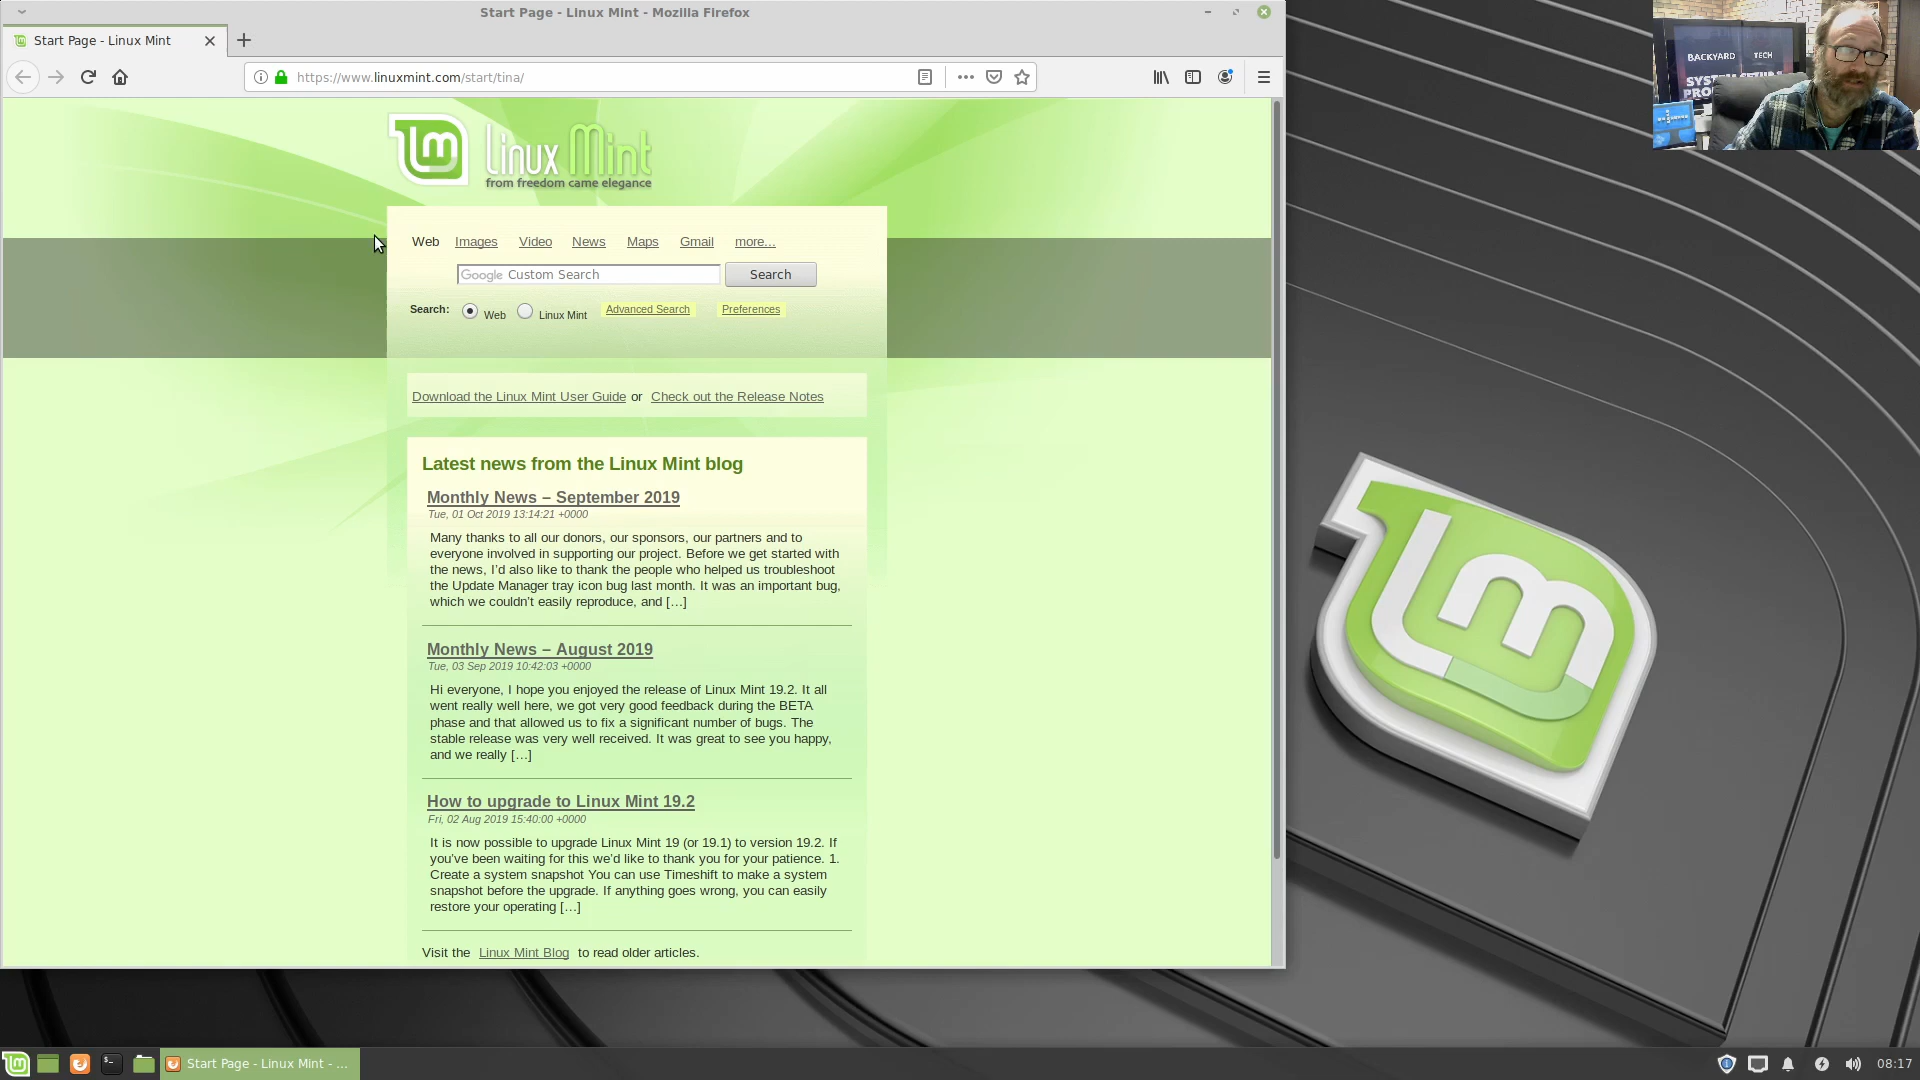 Start Page - Linux Mint - Mozilla Firefox
Start Page - Linux Mint
https://www.linuxmint.com/start/tina/
BACKYARD TECH
Linux Mint
from freedom came elegance
Web Images Video News Maps Gmail more...
Google Custom Search Search
Search: Web Linux Mint Advanced Search Preferences
Download the Linux Mint User Guide or Check out the Release Notes
Latest news from the Linux Mint blog
Monthly News – September 2019
Tue, 01 Oct 2019 13:14:21 +0000
Many thanks to all our donors, our sponsors, our partners and to
everyone involved in supporting our project. Before we get started with
the news, I’d also like to thank the people who helped us troubleshoot
the Update Manager tray icon bug last month. It was an important bug,
which we couldn’t easily reproduce, and […]
Monthly News – August 2019
Tue, 03 Sep 2019 10:42:03 +0000
Hi everyone, I hope you enjoyed the release of Linux Mint 19.2. It all
went really well here, we got very good feedback during the BETA
phase and that allowed us to fix a significant number of bugs. The
stable release was very well received. It was great to see you happy,
and we really […]
How to upgrade to Linux Mint 19.2
Fri, 02 Aug 2019 15:40:00 +0000
It is now possible to upgrade Linux Mint 19 (or 19.1) to version 19.2. If
you’ve been waiting for this we’d like to thank you for your patience. 1.
Create a system snapshot You can use Timeshift to make a system
snapshot before the upgrade. If anything goes wrong, you can easily
restore your operating […]
Visit the Linux Mint Blog to read older articles.
Start Page - Linux Mint - ...
08:17